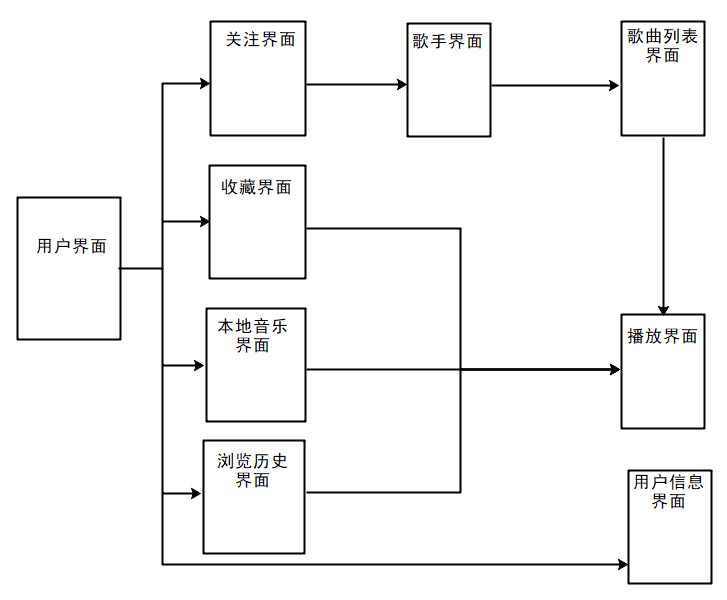 关注界面
歌手界面
歌曲列表
界面
收藏界面
用户界面
本地音乐
界面
播放界面
浏览历史
界面
用户信息
界面